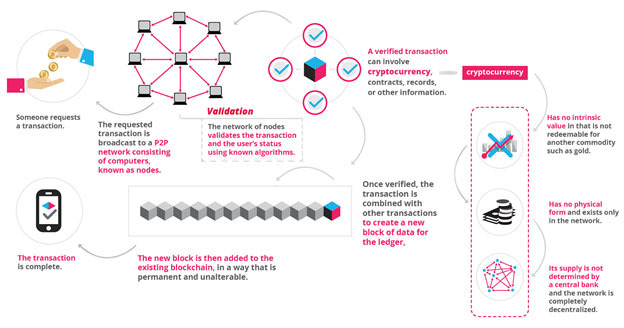 Someone requests
a transaction.
The requested
transaction is
broadcast to a P2P
network consisting
of computers,
known as nodes.
Validation
The network of nodes
validates the transaction
and the user's status
using known algorithms.
A verified transaction
can involve
cryptocurrency,
contracts, records,
or other information.
cryptocurrency
Has no intrinsic
value in that is not
redeemable for
another commodity
such as gold.
Has no physical
form and exists only
in the network.
Its supply is not
determined by
a central bank
and the network is
completely
decentralized.
Once verified, the
transaction is
combined with
other transactions
to create a new
block of data for
the ledger,
The new block is then added to the
existing blockchain, in a way that is
permanent and unalterable.
The transaction
is complete.